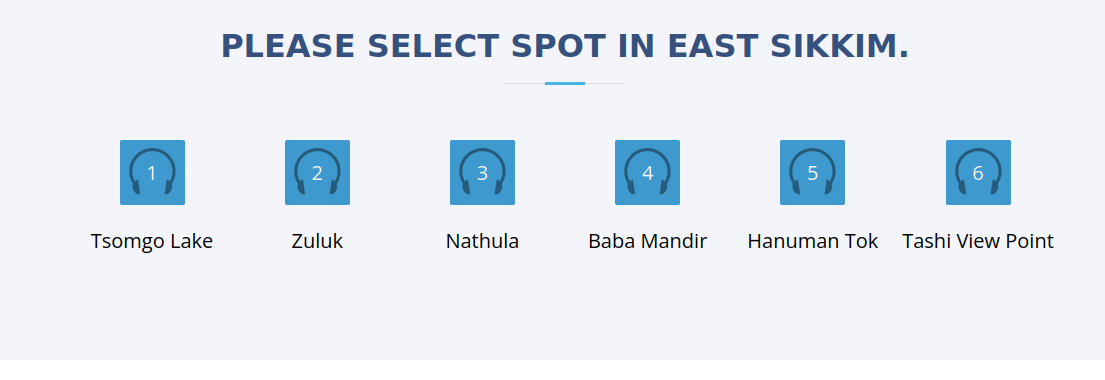 PLEASE SELECT SPOT IN EAST SIKKIM.
1 2 3 4 5 6
Tsomgo Lake Zuluk Nathula Baba Mandir Hanuman Tok Tashi View Point